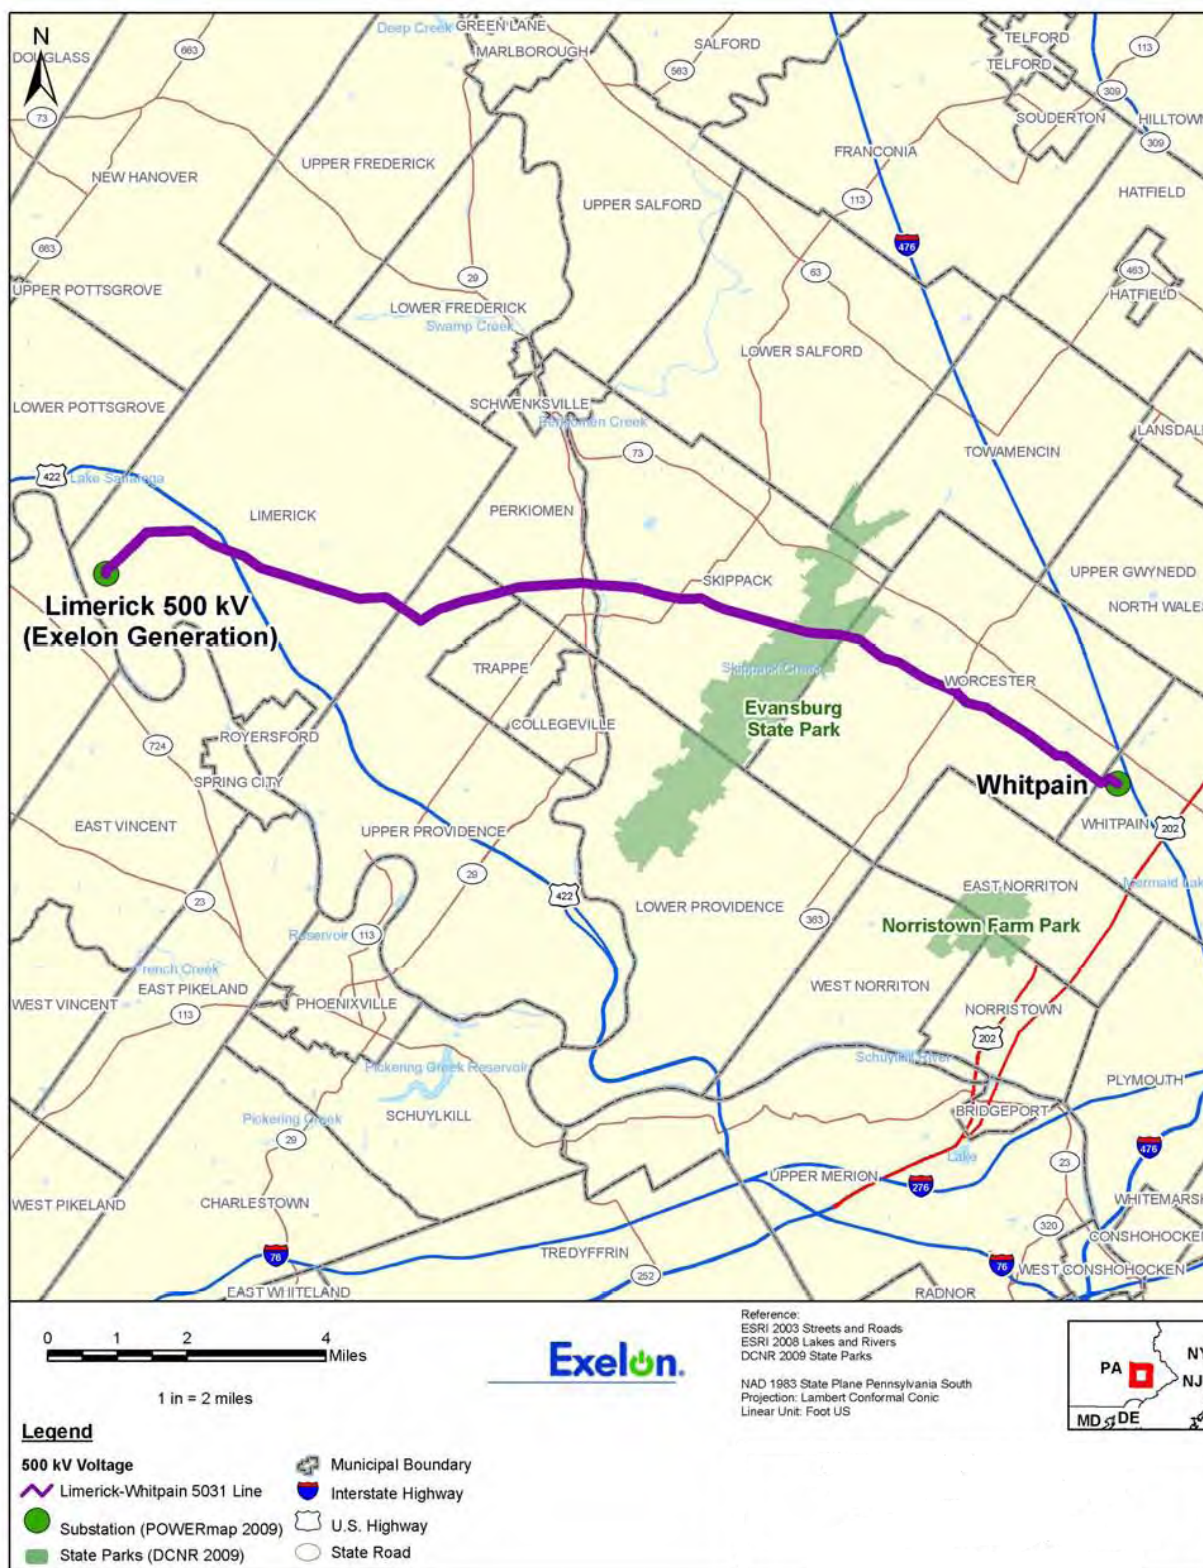 Deep Creek
GREEN LANE
MARLBOROUGH
SALFORD
TELFORD
TELFORD
113
N
DOUGLASS
663
563
309
SOUDERTON
HILLTOWN
309
73
FRANCONIA
UPPER FREDERICK
NEW HANOVER
113
HATFIELD
UPPER SALFORD
476
663
29
63
463
UPPER POTTSGROVE
HATFIELD
LOWER FREDERICK
Swamp Creek
LOWER SALFORD
LOWER POTTSGROVE
SCHWENKSVILLE
Perkiomen Creek
LANSDALE
73
TOWAMENCIN
422
PERKIOMEN
LIMERICK
SKIPPACK
UPPER GWYNEDD
NORTH WALE
Limerick 500 kV
(Exelon Generation)
TRAPPE
Skippack Creek
WORCESTER
Evansburg
State Park
COLLEGEVILLE
ROYERSFORD
724
SPRING CITY
Whitpain
EAST VINCENT
UPPER PROVIDENCE
WHITPAIN
202
29
Mermaid Lake
EAST NORRITON
23
422
LOWER PROVIDENCE
363
Norristown Farm Park
Reservoir
113
French Creek
EAST PIKELAND
WEST NORRITON
WEST VINCENT
113
PHOENIXVILLE
NORRISTOWN
202
Schuylkill River
Pickering Creek Reservoir
PLYMOUTH
SCHUYLKILL
Pickering Creek
BRIDGEPORT
29
476
Lake
23
UPPER MERION
276
WEST PIKELAND
CHARLESTOWN
WHITEMARSH
320
CONSHOHOCKEN
76
TREDYFFRIN
252
76
WEST CONSHOHOCKEN
EAST WHITELAND
RADNOR
0 1 2 4
Miles
1 in = 2 miles
Exelon.
Reference:
ESRI 2003 Streets and Roads
ESRI 2008 Lakes and Rivers
DCNR 2009 State Parks
NAD 1983 State Plane Pennsylvania South
Projection: Lambert Conformal Conic
Linear Unit: Foot US
PA
NY
NJ
MD
DE
Legend
500 kV Voltage
Limerick-Whitpain 5031 Line
Substation (POWERmap 2009)
State Parks (DCNR 2009)
Municipal Boundary
Interstate Highway
U.S. Highway
State Road